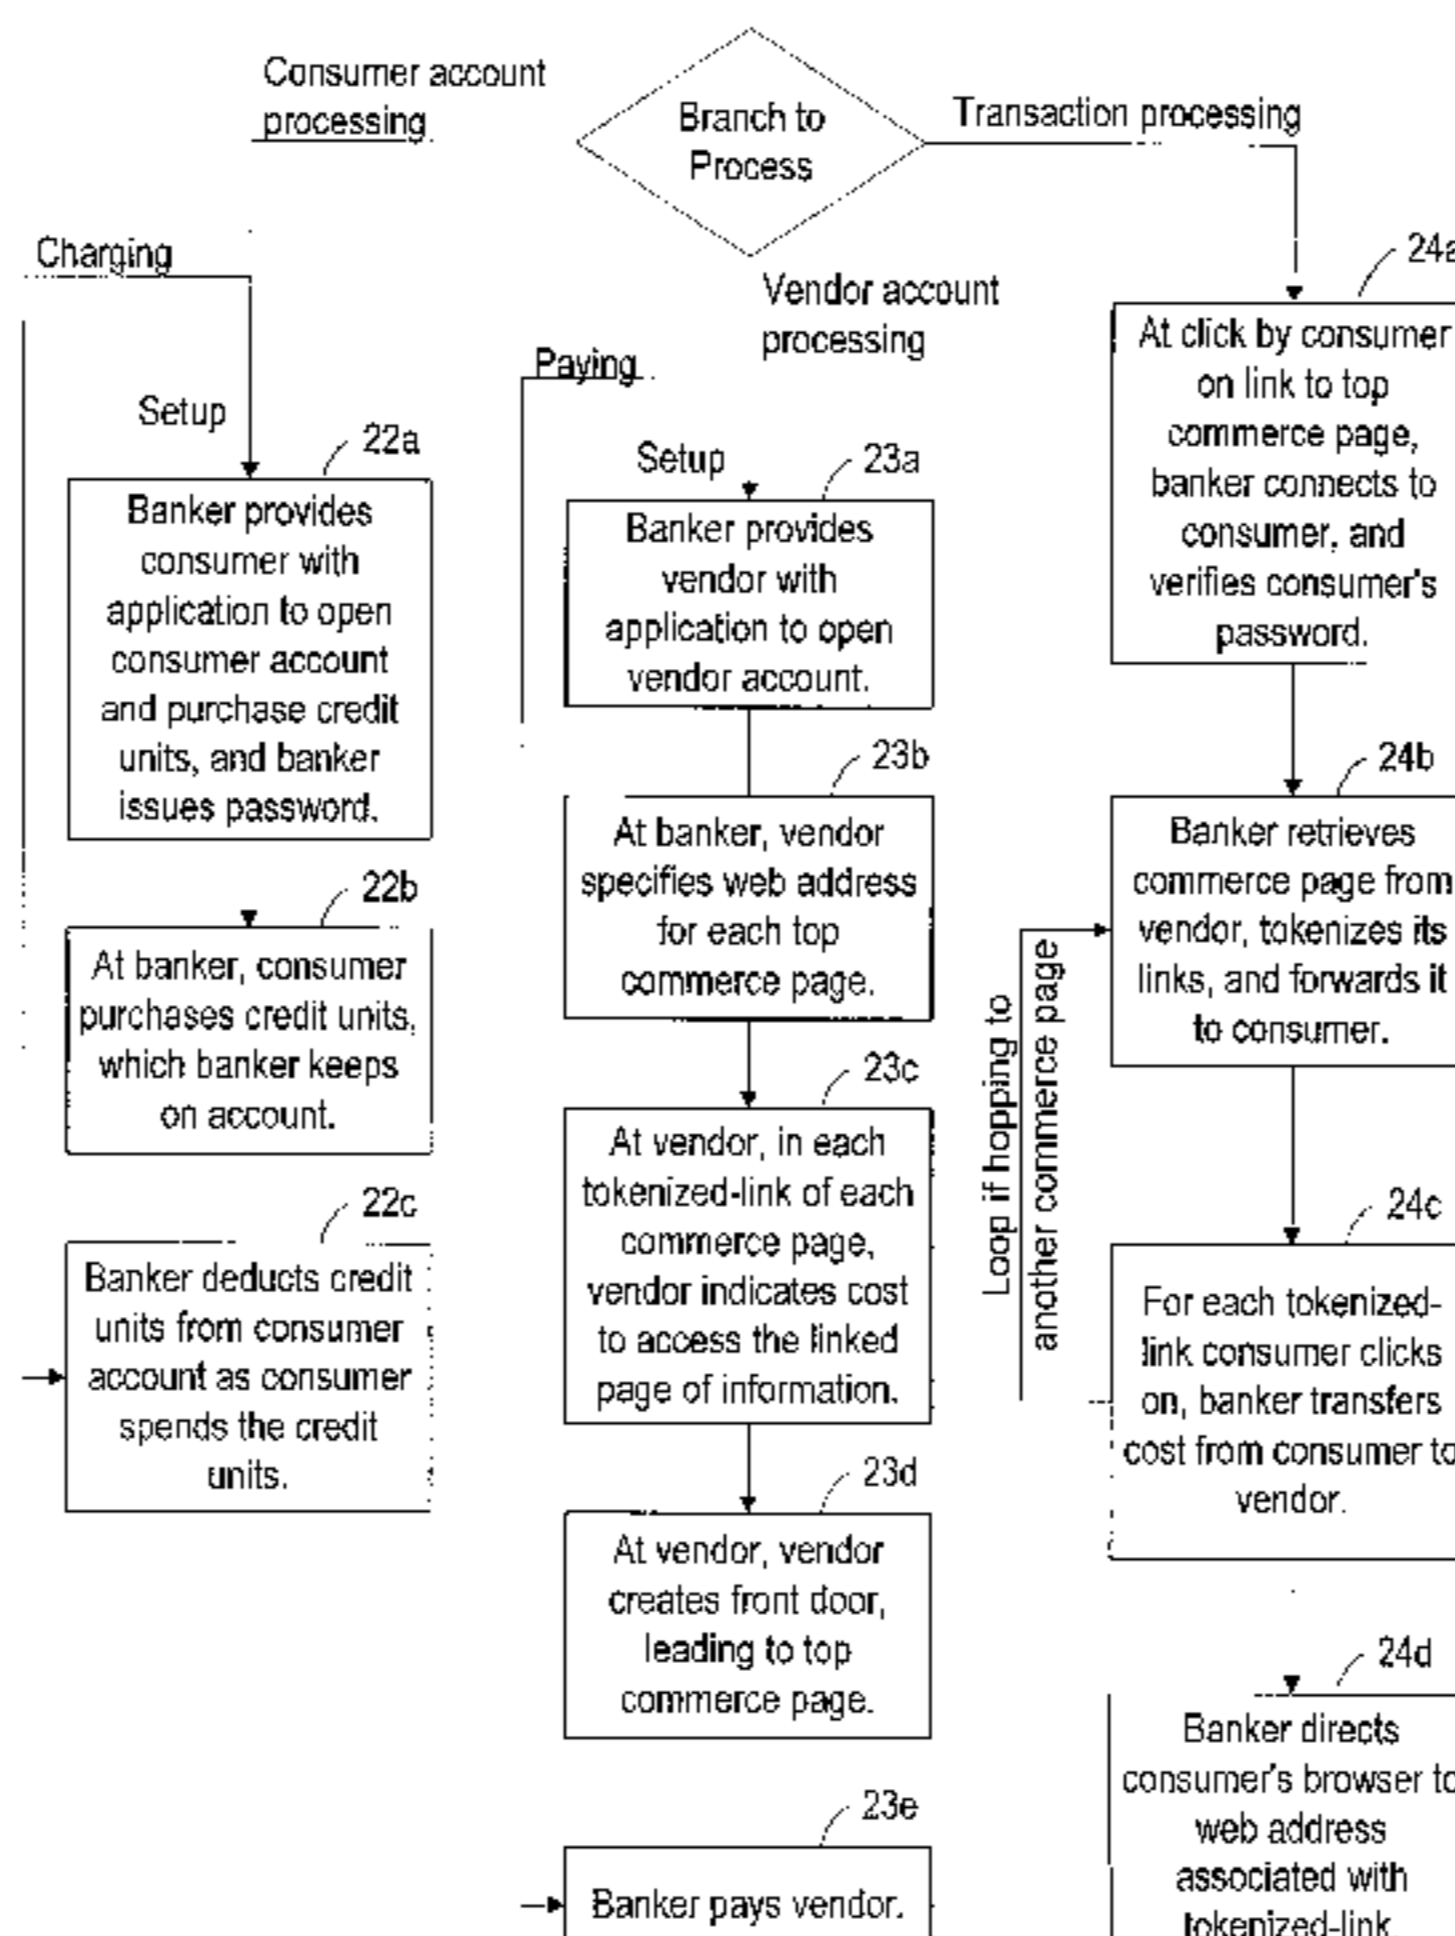 Branch to
Process
Consumer account
processing
Charging
Setup
22a
Banker provides
consumer with
application to open
consumer account
and purchase credit
units, and banker
issues password.
22b
At banker, consumer
purchases credit units,
which banker keeps
on account.
22c
Banker deducts credit
units from consumer
account as consumer
spends the credit
units.
Vendor account
processing
Paying
Setup
23a
Banker provides
vendor with
application to open
vendor account.
23b
At banker, vendor
specifies web address
for each top
commerce page.
23c
At vendor, in each
tokenized-link of each
commerce page,
vendor indicates cost
to access the linked
page of information.
23d
At vendor, vendor
creates front door,
leading to top
commerce page.
23e
Banker pays vendor.
Transaction processing
24a
At click by consumer
on link to top
commerce page,
banker connects to
consumer, and
verifies consumer's
password.
24b
Banker retrieves
commerce page from
vendor, tokenizes its
links, and forwards it
to consumer.
Loop if hopping to
another commerce page
24c
For each tokenized-
link consumer clicks
on, banker transfers
cost from consumer to
vendor.
24d
Banker directs
consumer's browser to
web address
associated with
tokenized-link.